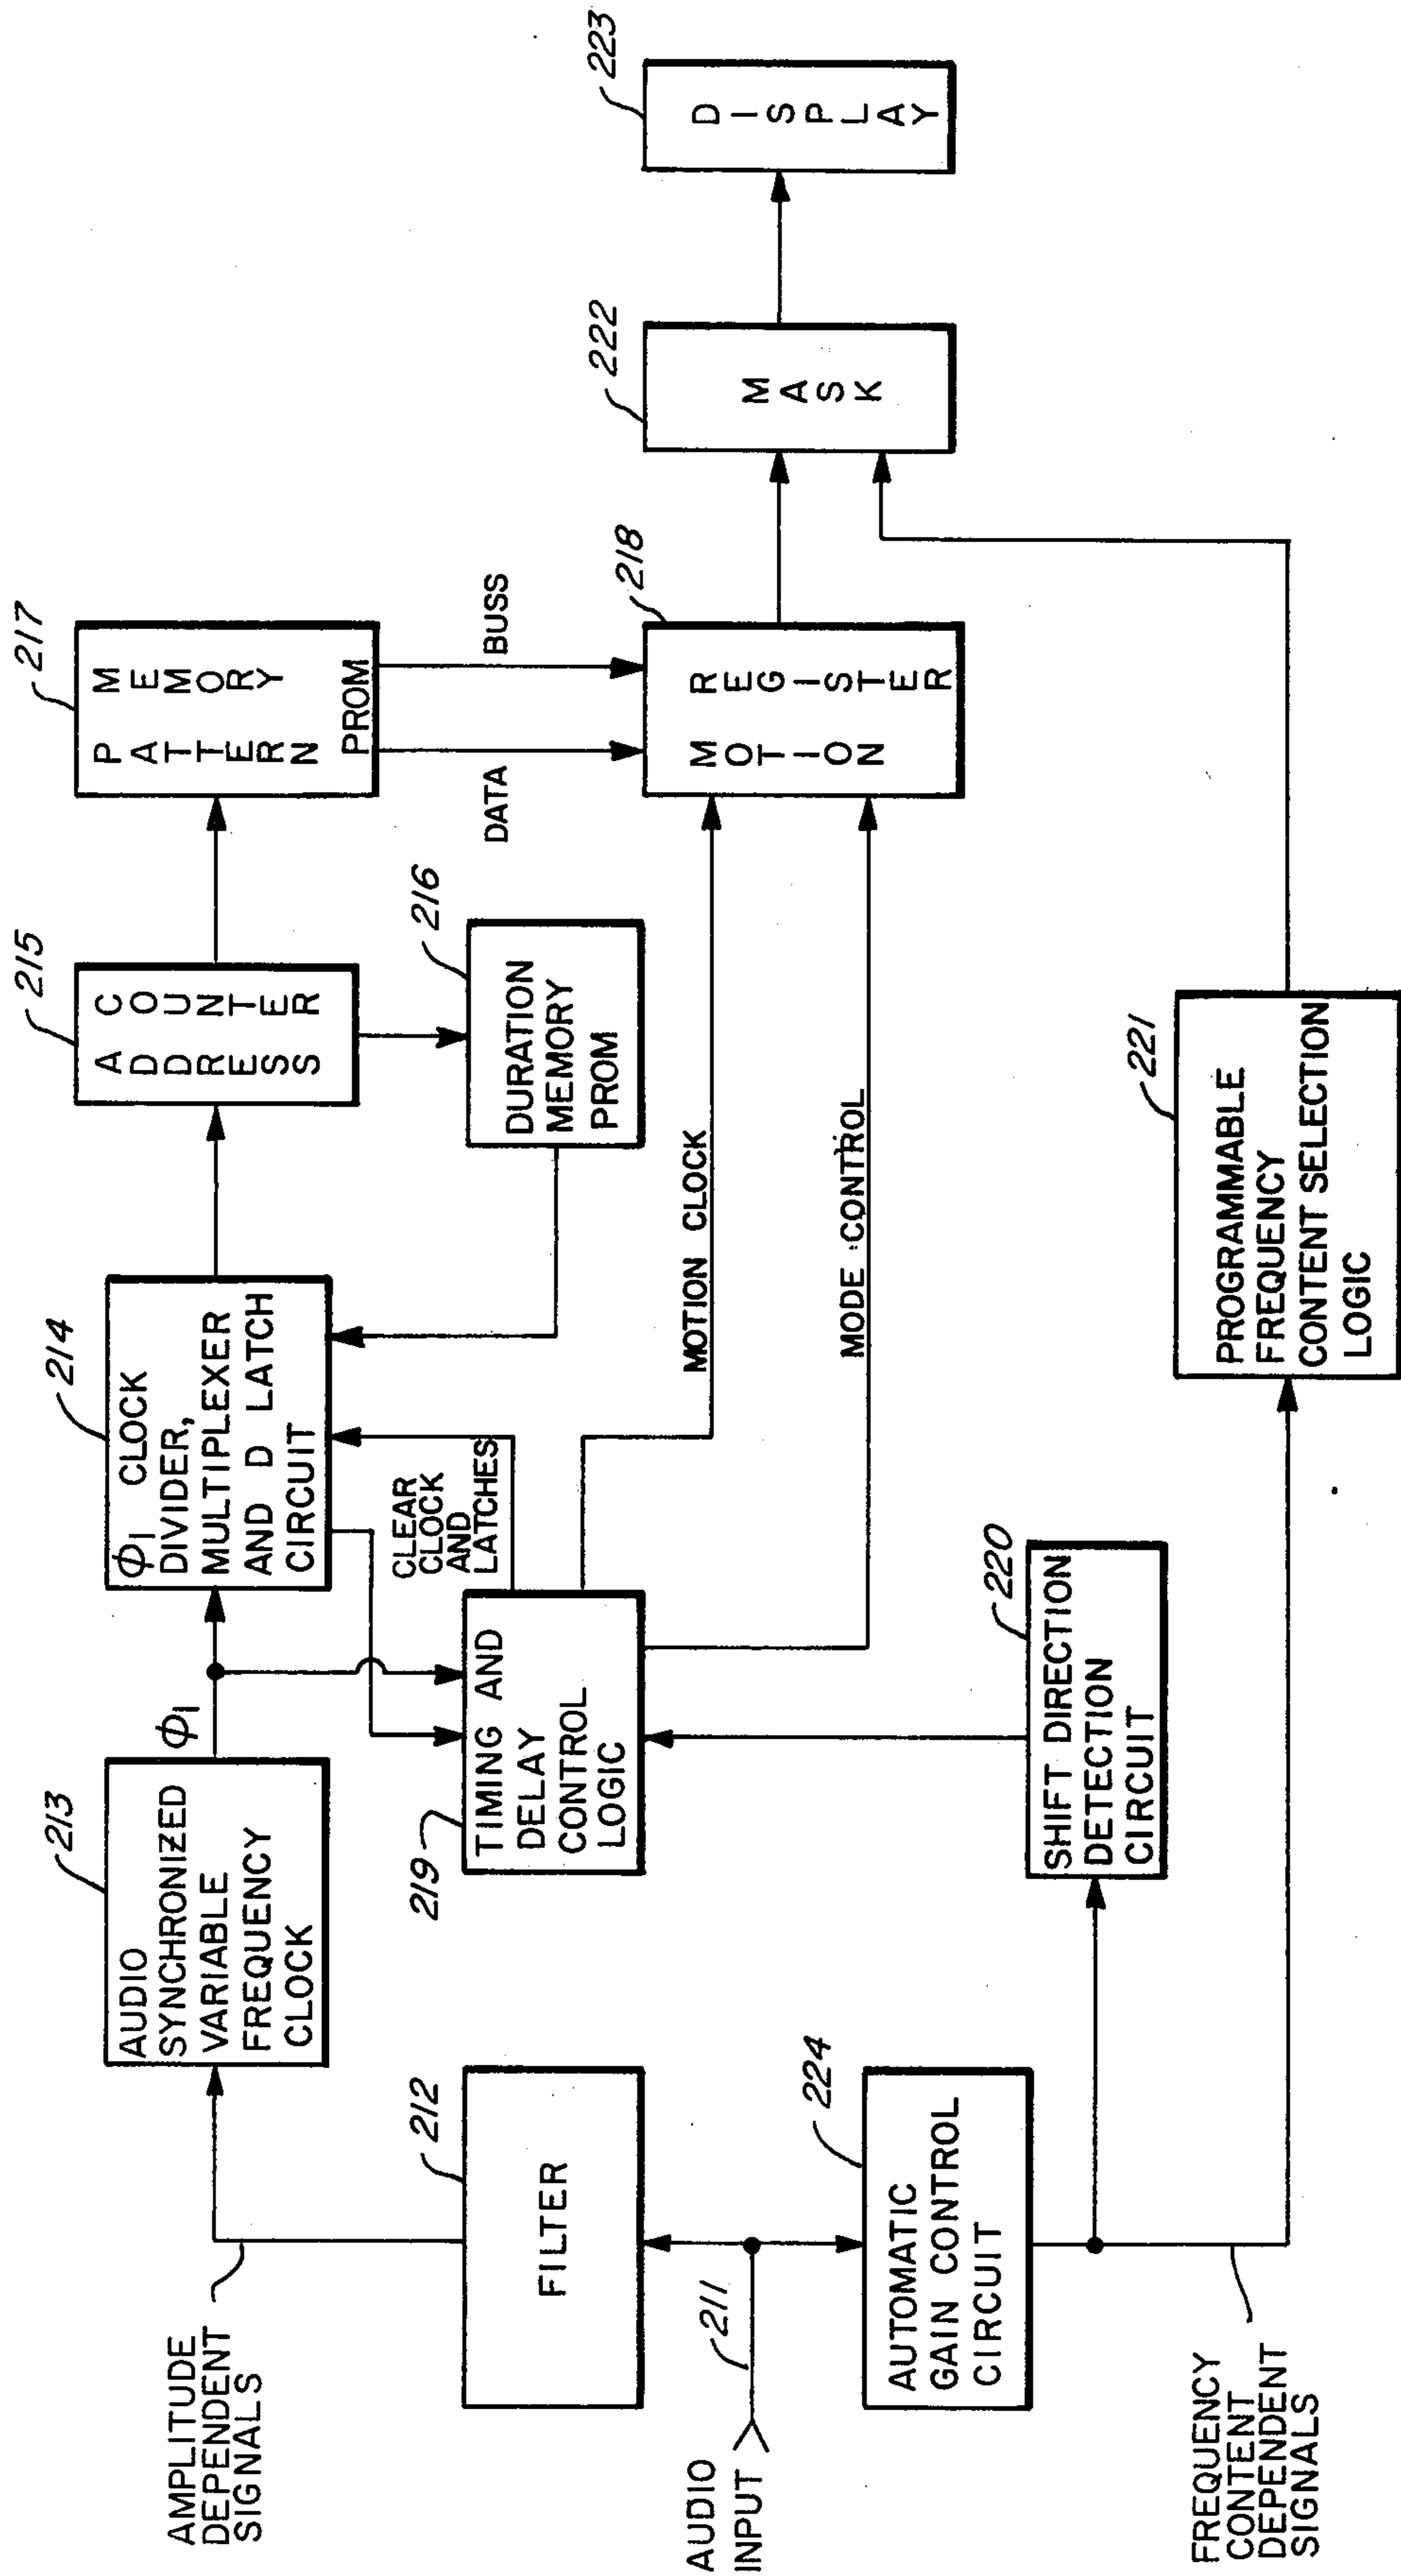 AMPLITUDE
DEPENDENT
SIGNALS
213
AUDIO
SYNCHRONIZED
VARIABLE
FREQUENCY
CLOCK
ϕ1
214
ϕ1 CLOCK
DIVIDER,
MULTIPLEXER
AND D LATCH
CIRCUIT
215
ADDRESS
COUNTER
217
PATTERN
MEMORY
PROM
212
FILTER
219
TIMING AND
DELAY
CONTROL
LOGIC
CLEAR
CLOCK
AND
LATCHES
216
DURATION
MEMORY
PROM
DATA
BUSS
AUDIO
INPUT
211
MOTION CLOCK
MODE CONTROL
218
MOTION
REGISTER
222
MASK
223
DISPLAY
224
AUTOMATIC
GAIN CONTROL
CIRCUIT
220
SHIFT DIRECTION
DETECTION
CIRCUIT
221
PROGRAMMABLE
FREQUENCY
CONTENT SELECTION
LOGIC
FREQUENCY
CONTENT
DEPENDENT
SIGNALS